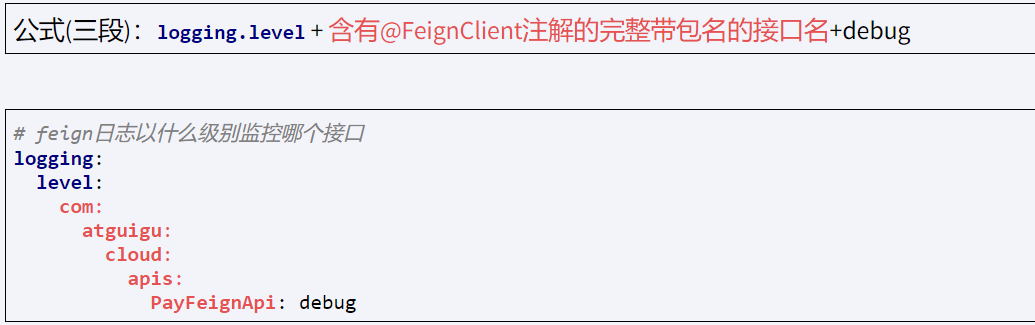 公式(三段)：logging.level + 含有@FeignClient注解的完整带包名的接口名+debug
# feign日志以什么级别监控哪个接口
logging:
  level:
    com:
      atguigu:
        cloud:
          apis:
            PayFeignApi: debug